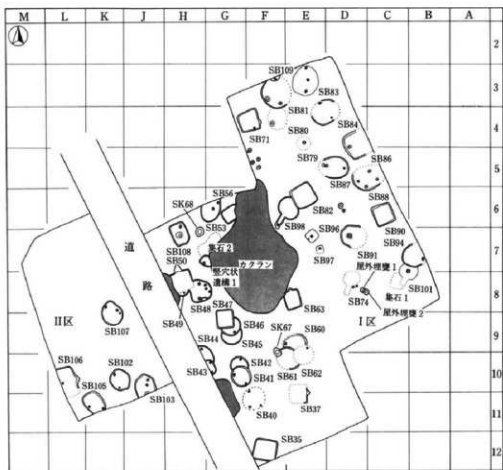 M L K J I H G F E D C B A
2
SB109
SB83
3
SB81
SB84
SB80
4
SB71
SB86
SB79
5
SB87
SB88
SB56
SK68
SB82
6
SB53
SB98
SB96
SB90
集石2
SB94
道
SB108
カクラン
SB97
SB91
屋外埋甕1
7
SB50
竪穴状
遺構1
SB101
SB74
集石1
路
SB48
SB63
8
II区
SB49
SB47
屋外埋甕2
I区
SB107
SB46
SK67
SB60
SB44
SB45
9
SB106
SB102
SB43
SB42
SB61
SB62
SB105
SB41
10
SB103
SB37
SB40
11
SB35
12